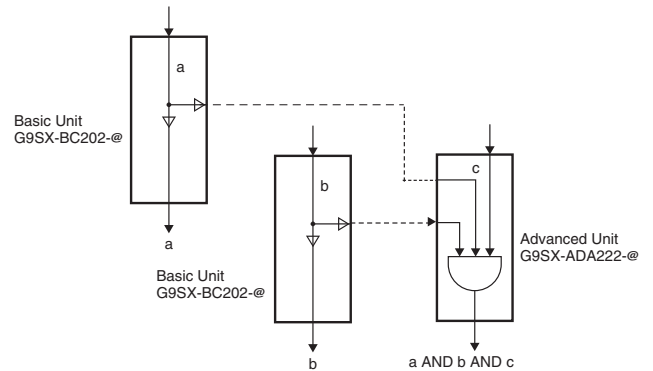 a
Basic Unit
G9SX-BC202-@
a
b
Basic Unit
G9SX-BC202-@
b
c
Advanced Unit
G9SX-ADA222-@
a AND b AND c